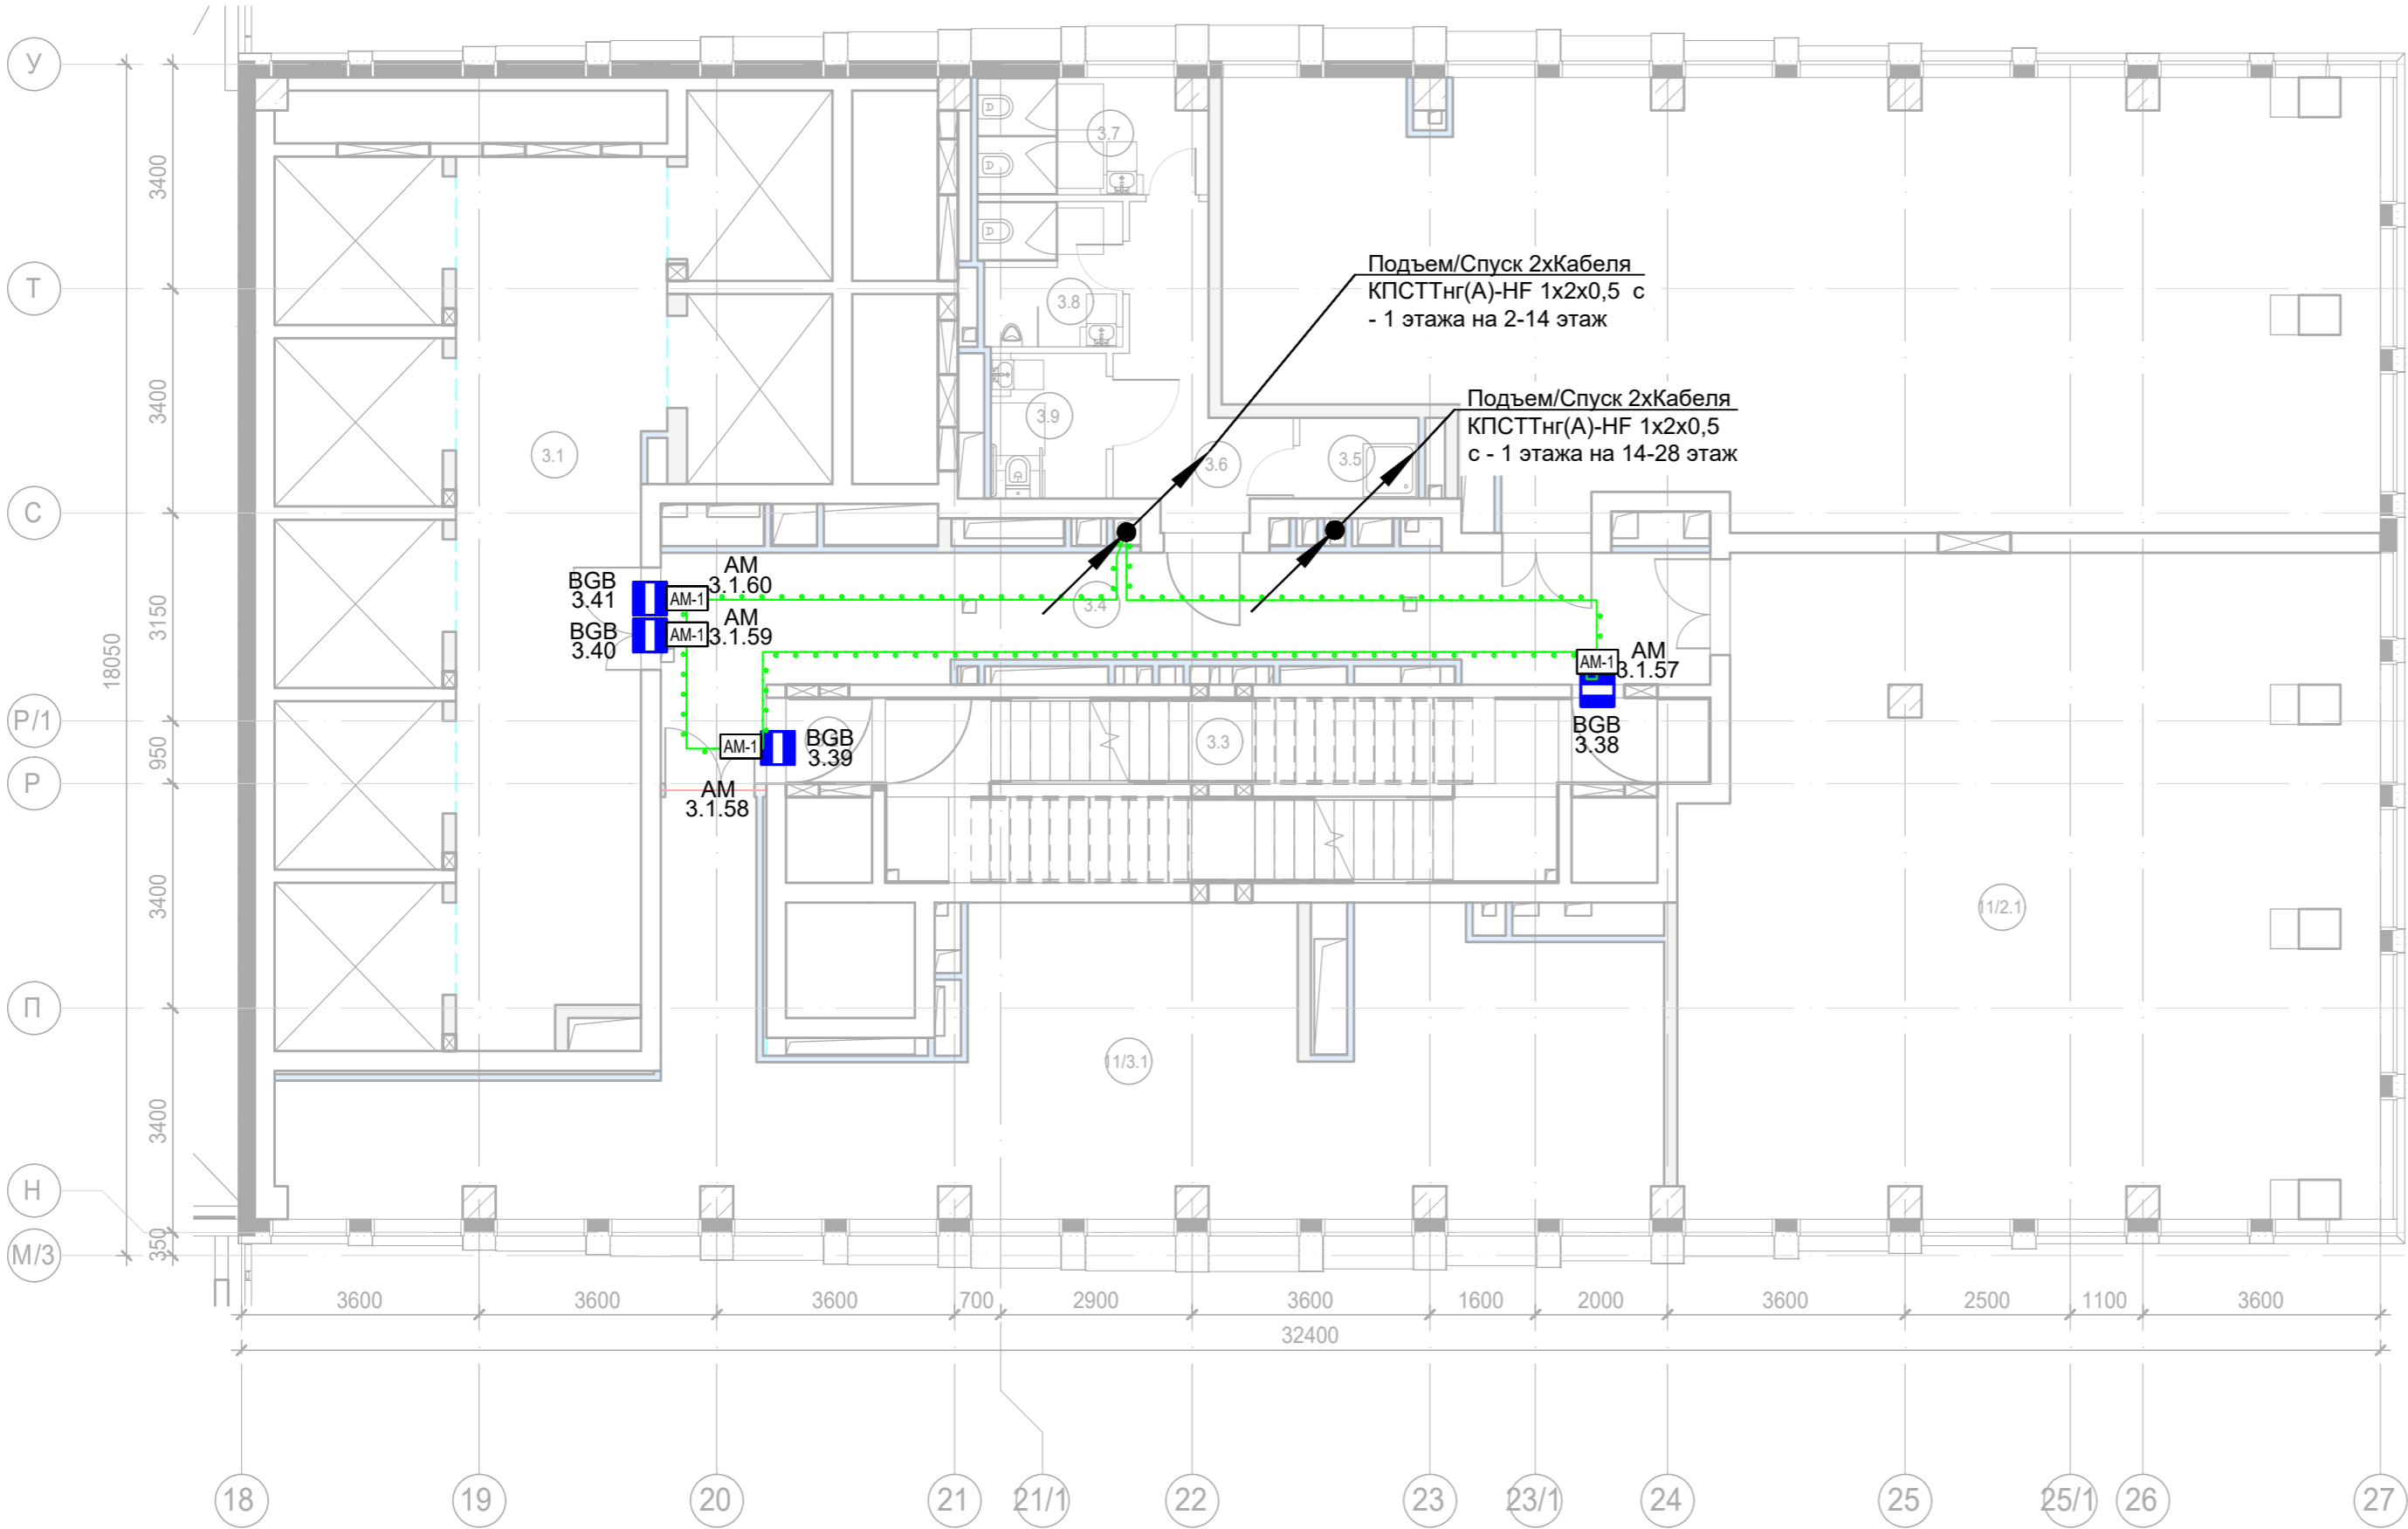 У
Т
С
Р/1
Р
П
Н
М/3
3400
3400
3150
950
3400
3400
350
18050
3.7
3.8
3.9
3.1
3.6
3.5
3.4
3.3
11/2.1
11/3.1
Подъем/Спуск 2хКабеля
КПСТТнг(А)-HF 1х2х0,5 с
- 1 этажа на 2-14 этаж
Подъем/Спуск 2хКабеля
КПСТТнг(А)-HF 1х2х0,5
с - 1 этажа на 14-28 этаж
BGB
3.41
AM-1
AM
3.1.60
BGB
3.40
AM-1
AM
3.1.59
AM-1
AM
3.1.57
BGB
3.38
AM-1
BGB
3.39
AM
3.1.58
3600
3600
3600
700
2900
3600
1600
2000
3600
2500
1100
3600
32400
18
19
20
21
21/1
22
23
23/1
24
25
25/1
26
27